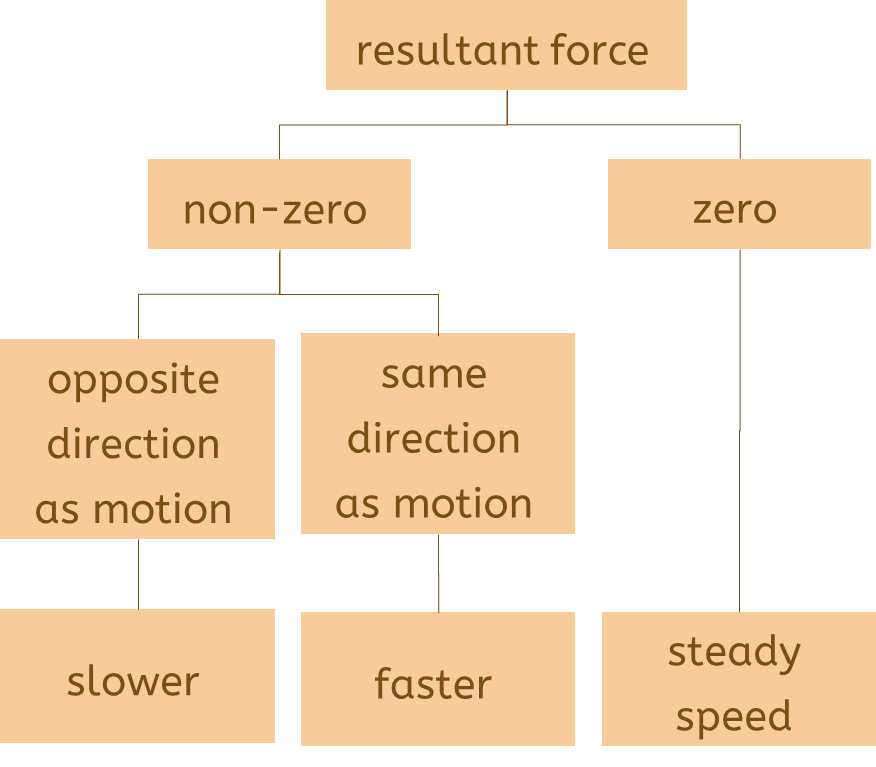 resultant force
non-zero
zero
opposite
direction
as motion
same
direction
as motion
slower
faster
steady
speed